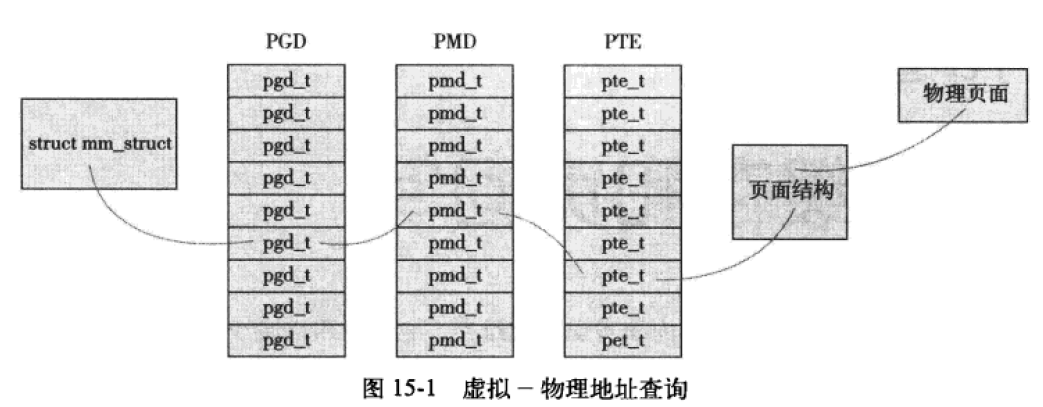 PGD PMD PTE
pgd_t pmd_t pte_t
物理页面
pgd_t pmd_t pte_t
struct mm_struct
pgd_t pmd_t pte_t
pgd_t pmd_t pte_t
页面结构
pgd_t pmd_t pte_t
pgd_t pmd_t pte_t
pgd_t pmd_t pte_t
pgd_t pmd_t pte_t
pgd_t pmd_t pet_t
图 15-1 虚拟－物理地址查询